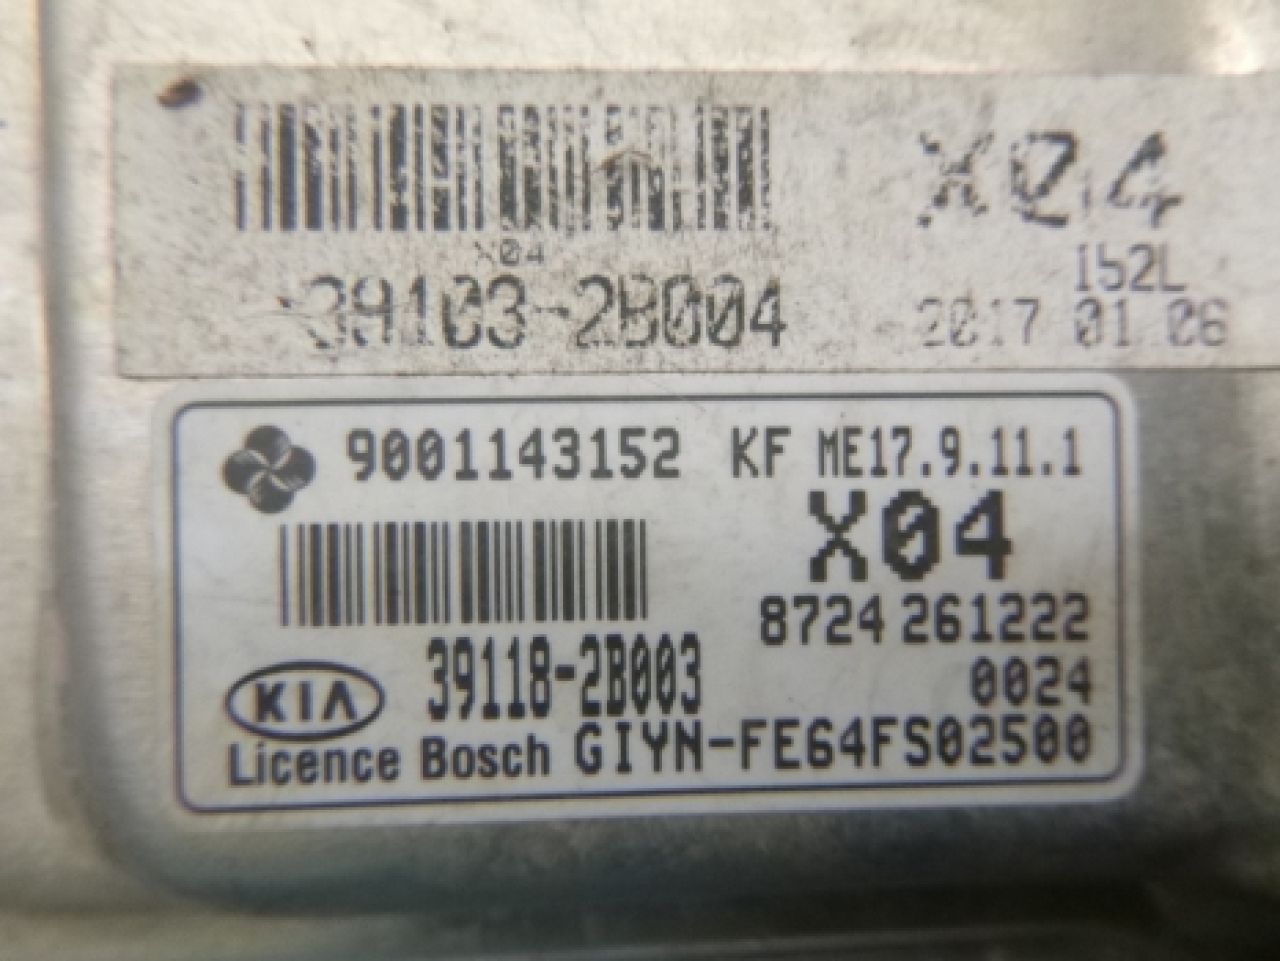 X04
X04
152L
39103-2B004
2017 01 06
9001143152 KF ME17.9.11.1
X04
8724 261222
39118-2B003
0024
KIA
Licence Bosch GIYN-FE64FS02500